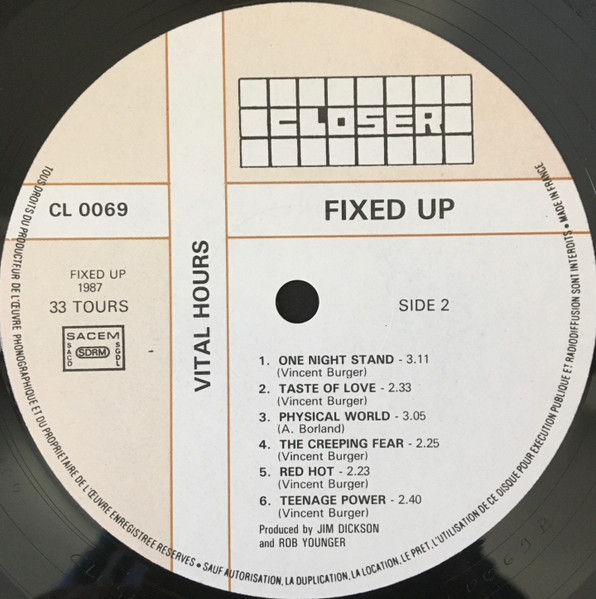 CLOSER
CL 0069
FIXED UP
VITAL HOURS
FIXED UP
1987
33 TOURS
SACEM
SACD
SDRM
SGDL
SIDE 2
1. ONE NIGHT STAND - 3.11
(Vincent Burger)
2. TASTE OF LOVE - 2.33
(Vincent Burger)
3. PHYSICAL WORLD - 3.05
(A. Borland)
4. THE CREEPING FEAR - 2.25
(Vincent Burger)
5. RED HOT - 2.23
(Vincent Burger)
6. TEENAGE POWER - 2.40
(Vincent Burger)
Produced by JIM DICKSON
and ROB YOUNGER
TOUS DROITS DU PRODUCTEUR DE L'ŒUVRE PHONOGRAPHIQUE ET DU PROPRIETAIRE DE L'ŒUVRE ENREGISTREE RESERVES • SAUF AUTORISATION, LA DUPLICATION, LA LOCATION, LE PRET, L'UTILISATION DE CE DISQUE POUR EXECUTION PUBLIQUE ET RADIODIFFUSION SONT INTERDITS • MADE IN FRANCE.